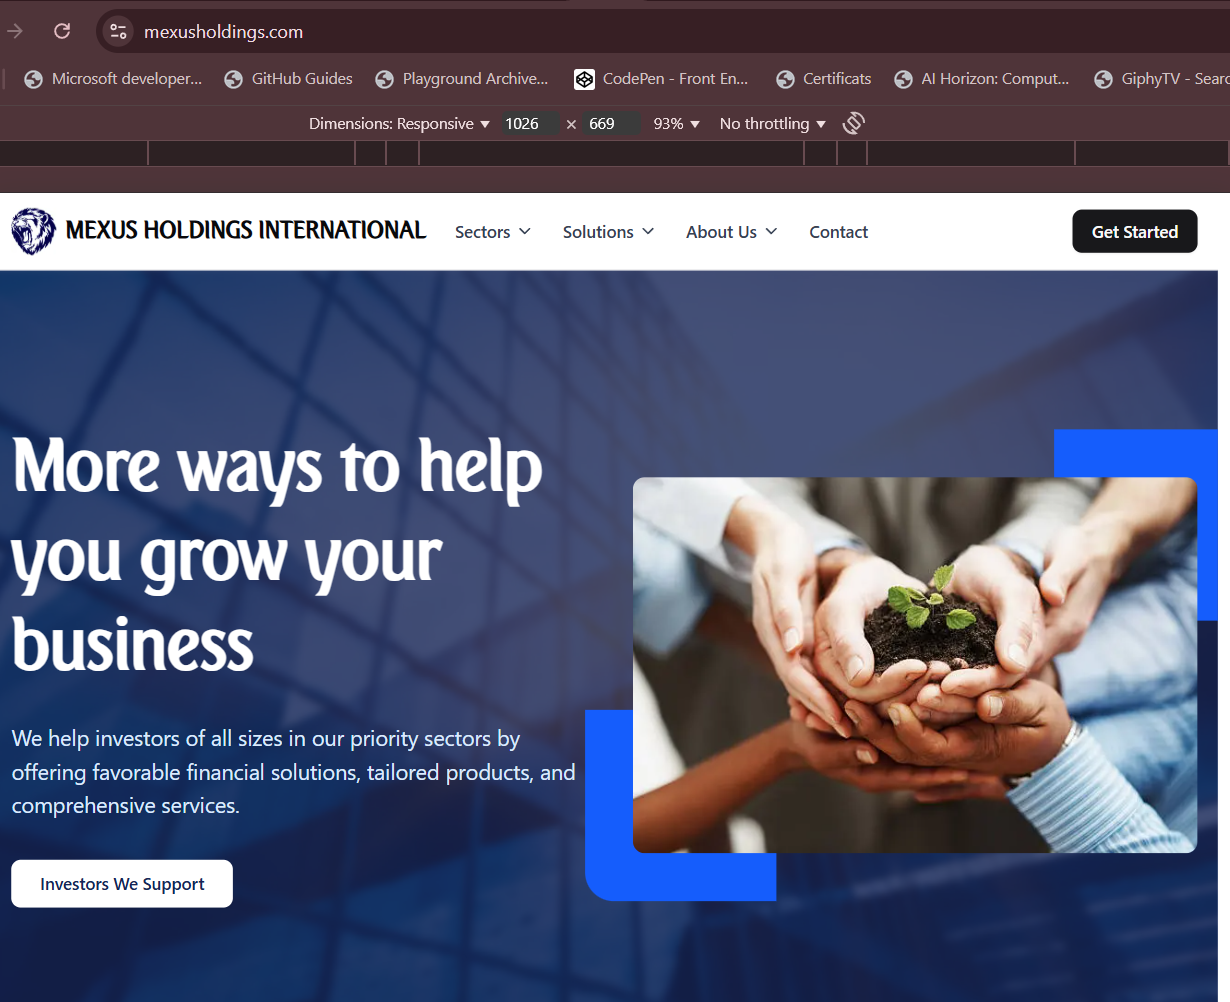 mexusholdings.com
Microsoft developer... GitHub Guides Playground Archive... CodePen - Front En... Certificats AI Horizon: Comput... GiphyTV - Sear
Dimensions: Responsive 1026 × 669 93% No throttling
MEXUS HOLDINGS INTERNATIONAL Sectors Solutions About Us Contact Get Started
More ways to help
you grow your
business
We help investors of all sizes in our priority sectors by
offering favorable financial solutions, tailored products, and
comprehensive services.
Investors We Support